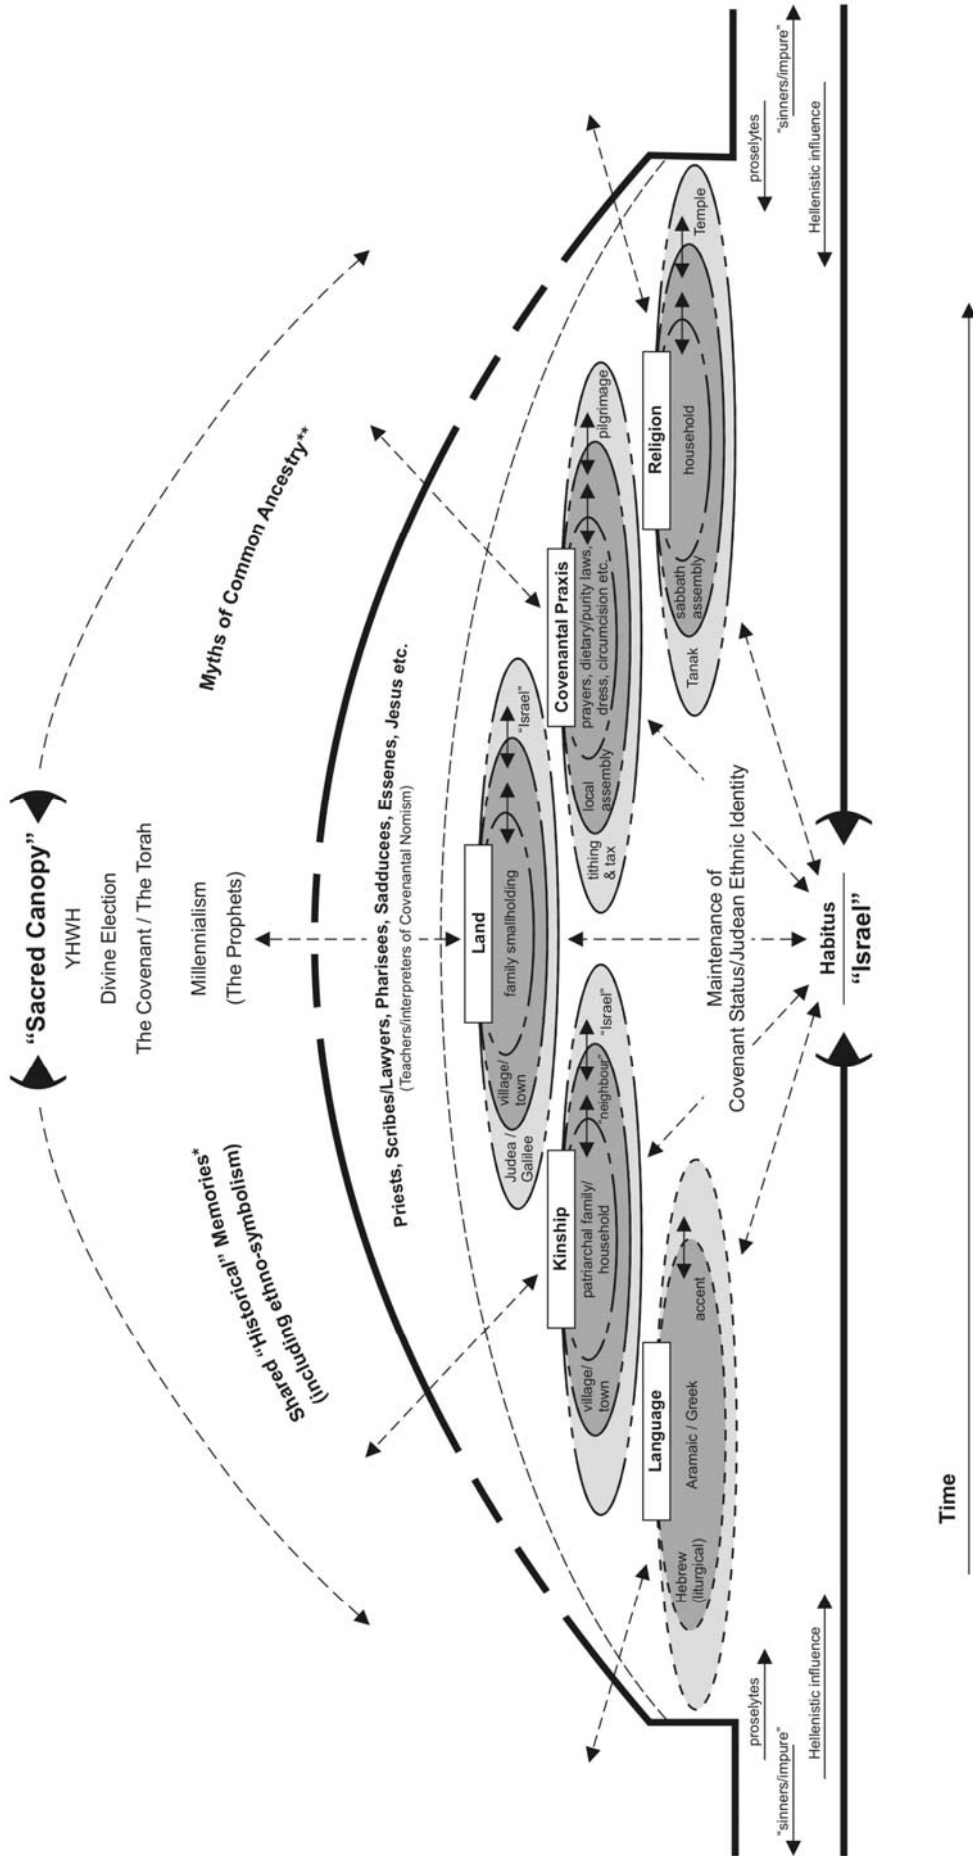 “Sacred Canopy”
YHWH
Divine Election
The Covenant / The Torah
Millennialism
(The Prophets)
Shared “Historical” Memories*
(including ethno-symbolism)
Myths of Common Ancestry**
Priests, Scribes/Lawyers, Pharisees, Sadducees, Essenes, Jesus etc.
(Teachers/interpreters of Covenantal Nomism)
Land
family smallholding
village/
town
Judea /
Galilee
“Israel”
Kinship
patriarchal family/
household
village/
town
“neighbour”
“Israel”
Covenantal Praxis
prayers, dietary/purity laws,
dress, circumcision etc.
local
assembly
tithing
& tax
pilgrimage
Language
Aramaic / Greek
Hebrew
(liturgical)
accent
Religion
household
sabbath
assembly
Tanak
Temple
Maintenance of
Covenant Status/Judean Ethnic Identity
Habitus
“Israel”
proselytes
“sinners/impure”
Hellenistic influence
proselytes
“sinners/impure”
Hellenistic influence
Time